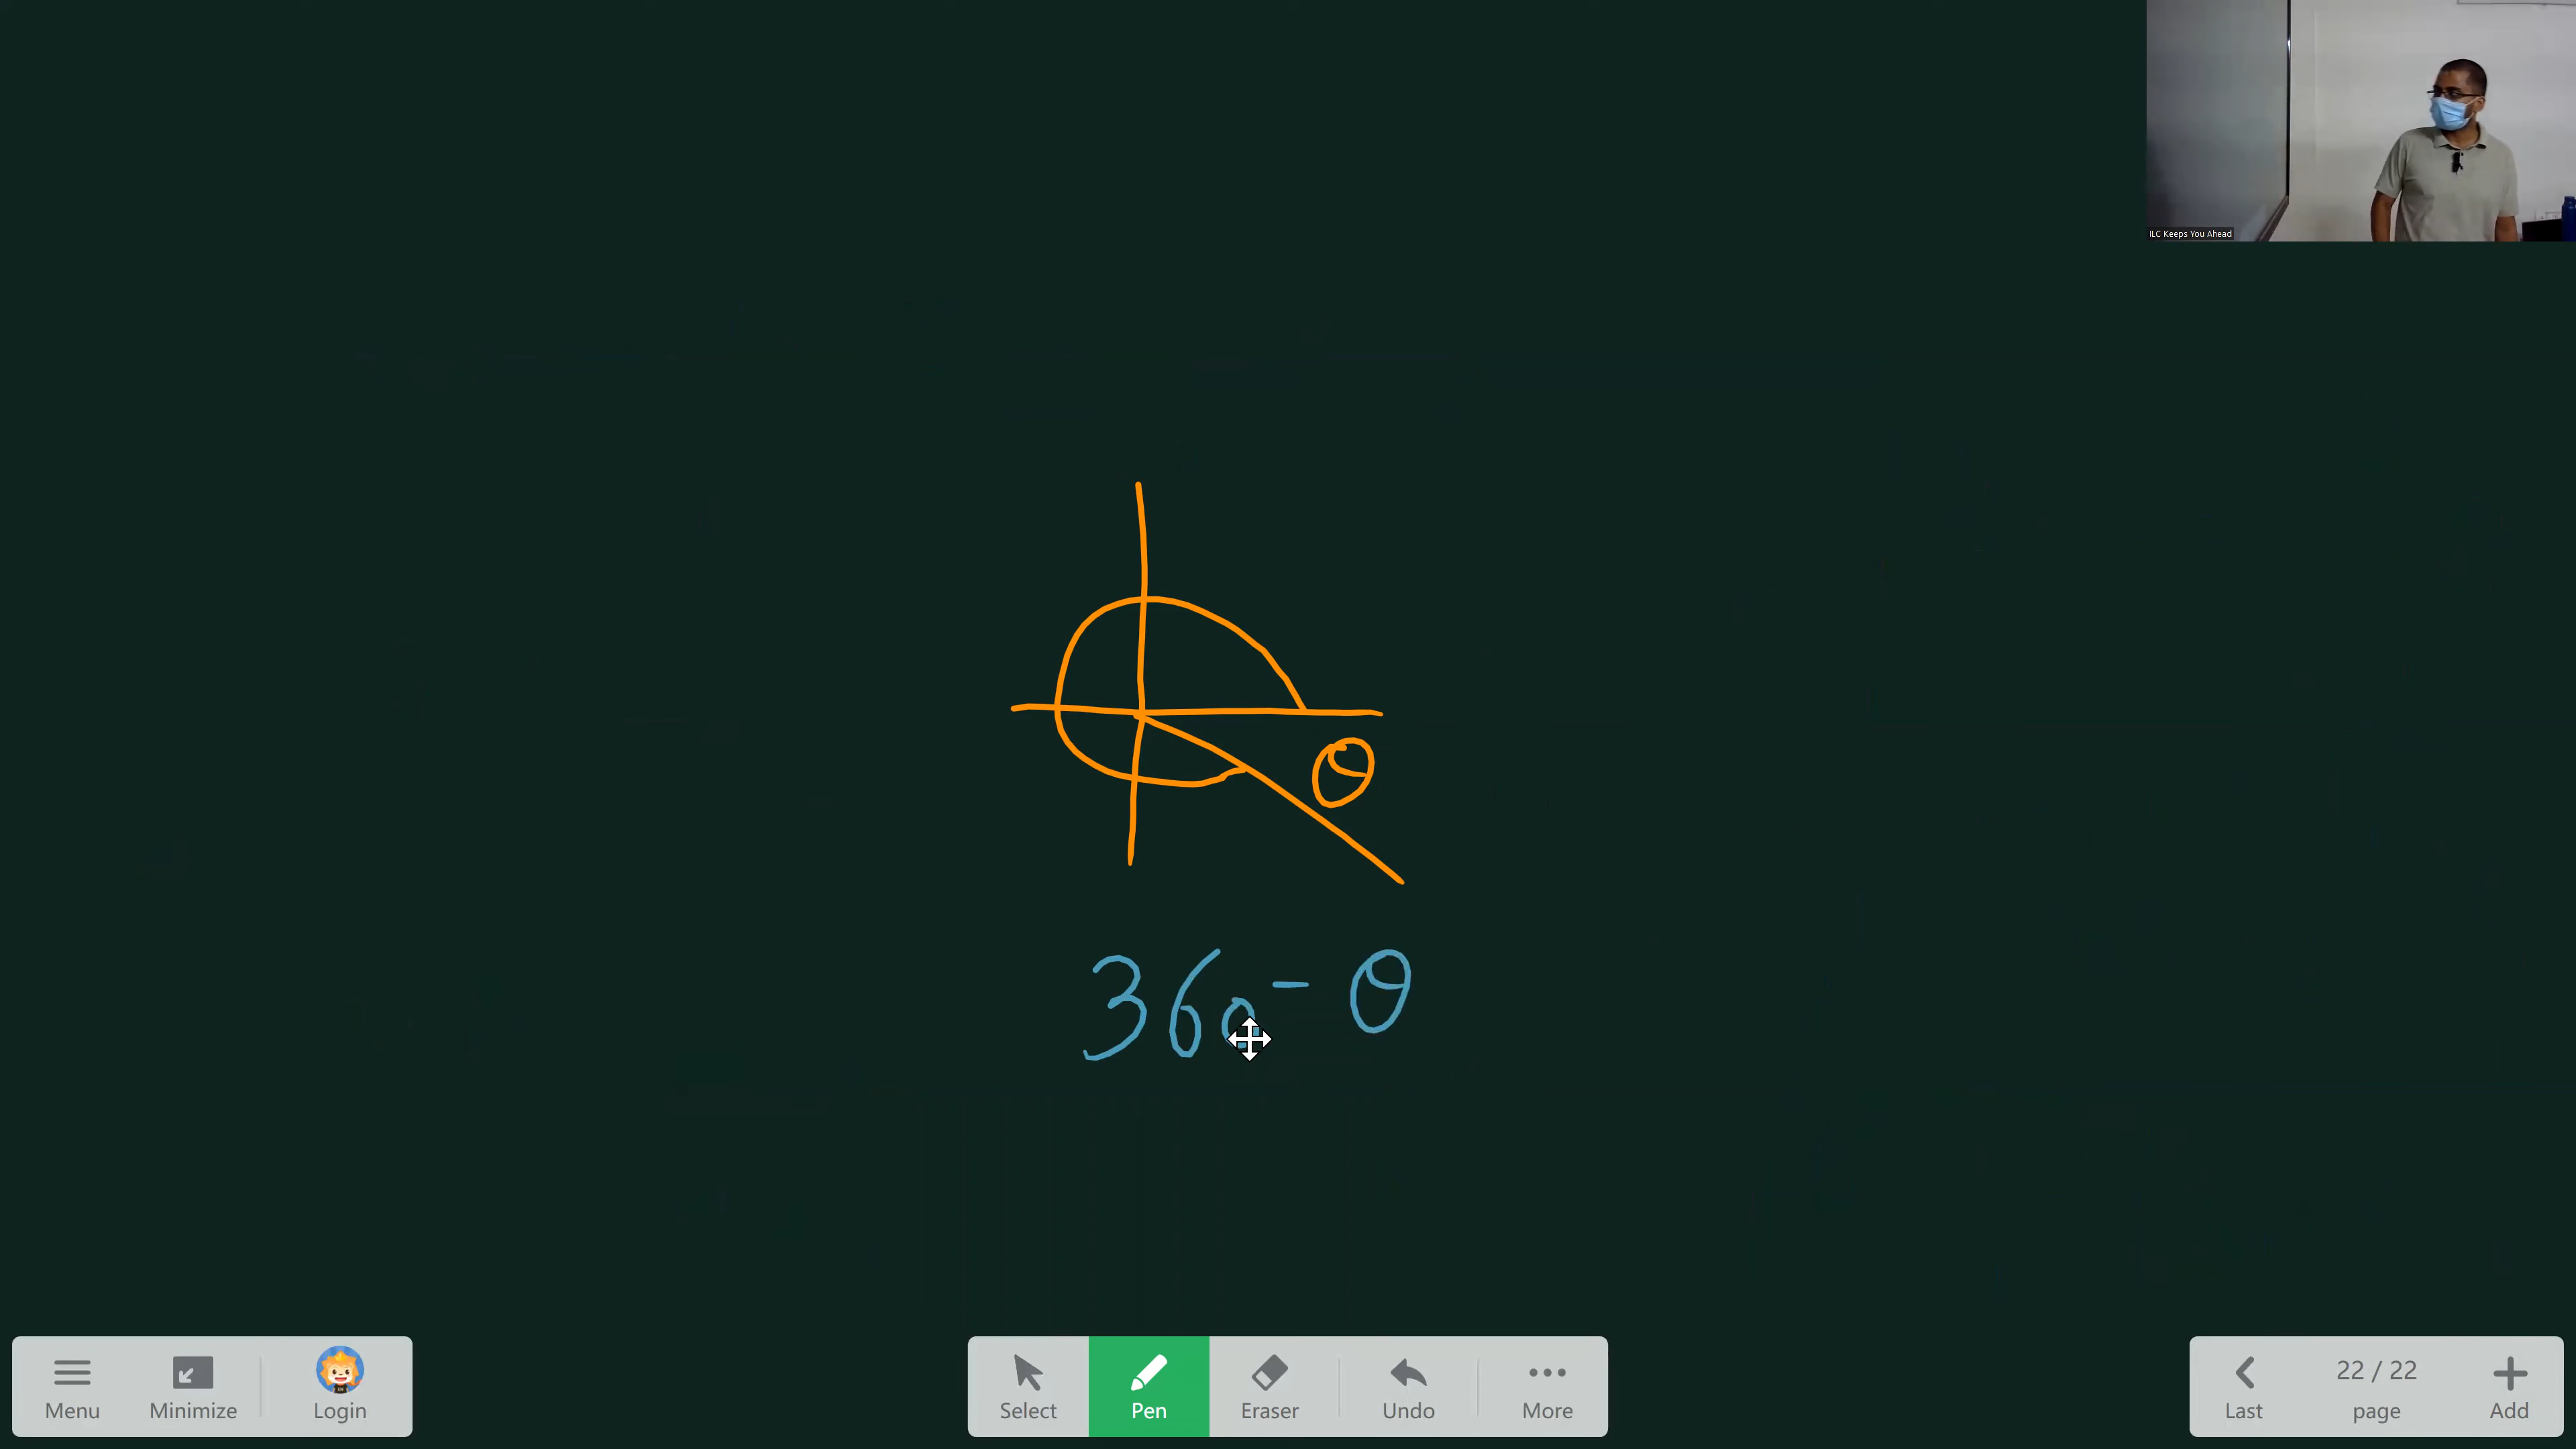 ILC Keeps You Ahead
θ
360 - θ
Menu
Minimize
Login
Select
Pen
Eraser
Undo
More
Last
22 / 22
page
Add